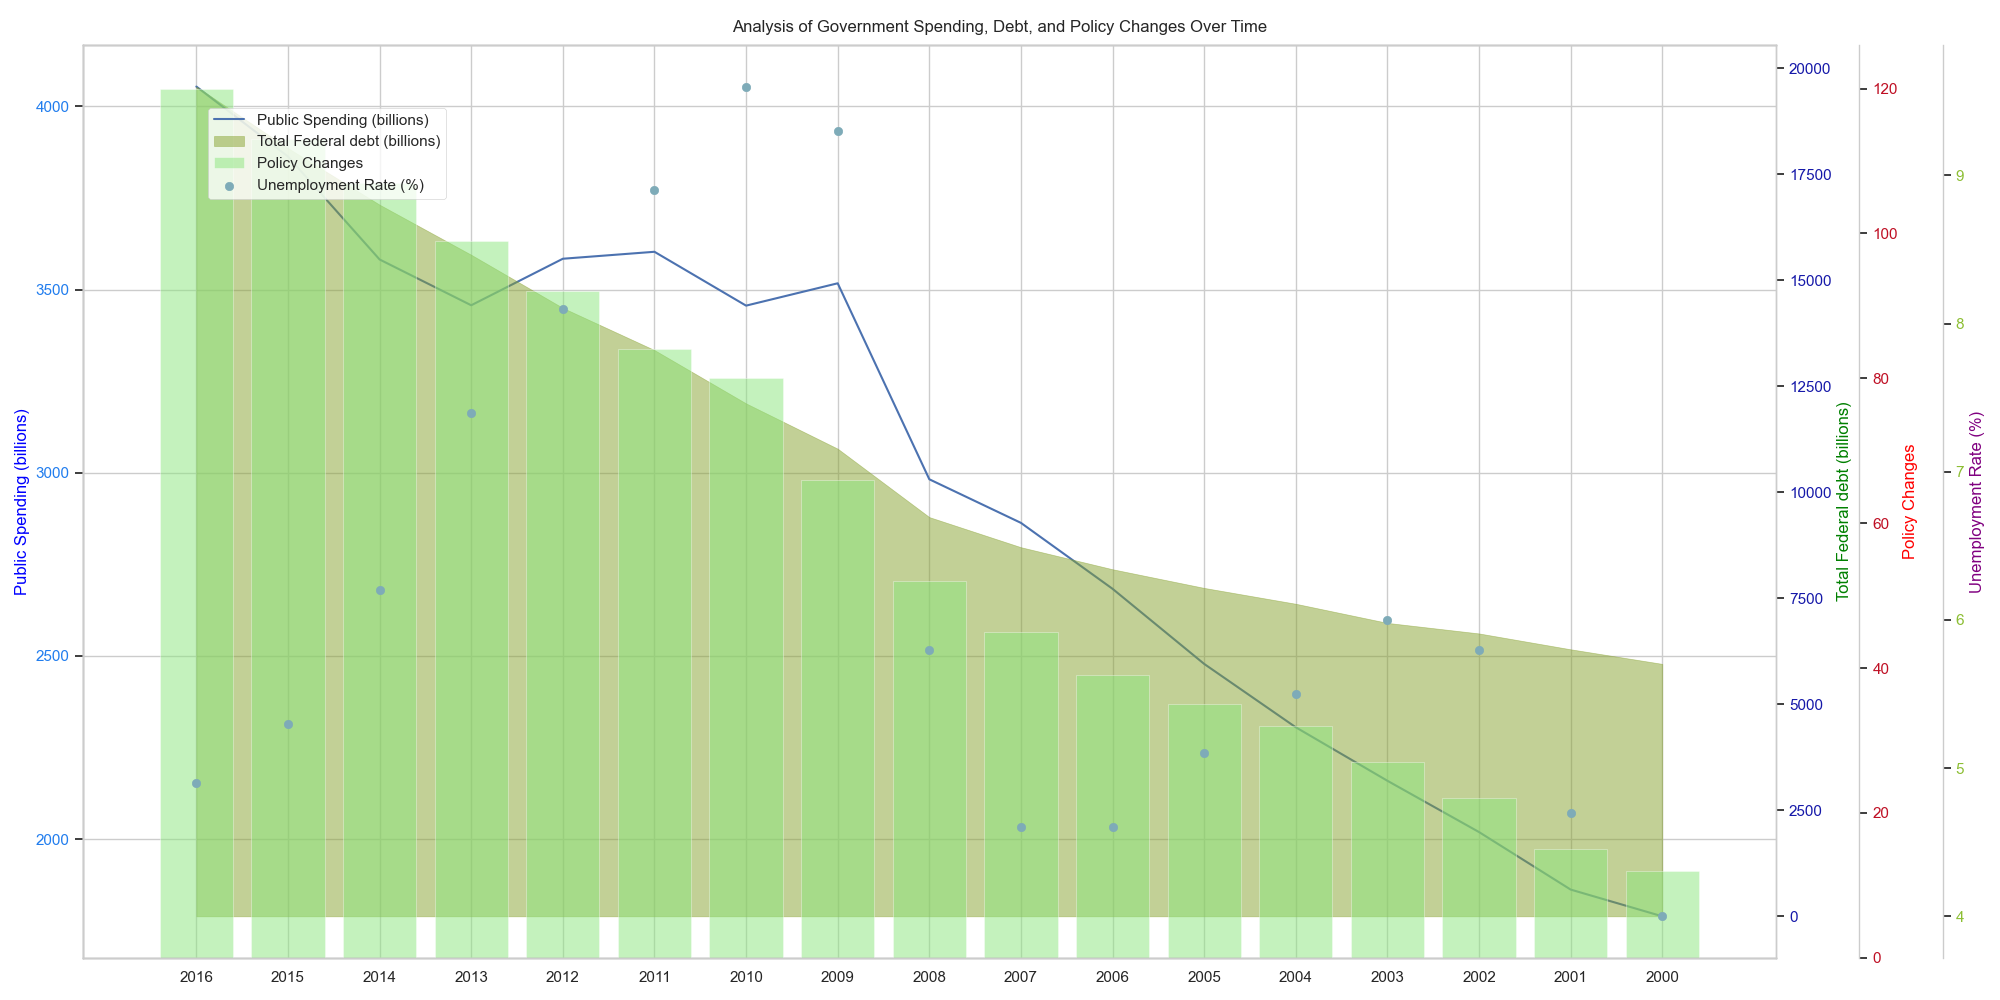 Analysis of Government Spending, Debt, and Policy Changes Over Time
Public Spending (billions)
4000
3500
3000
2500
2000
Public Spending (billions)
Total Federal debt (billions)
Policy Changes
Unemployment Rate (%)
2016 2015 2014 2013 2012 2011 2010 2009 2008 2007 2006 2005 2004 2003 2002 2001 2000
20000
17500
15000
12500
10000
7500
5000
2500
0
Total Federal debt (billions)
120
100
80
60
40
20
0
Policy Changes
9
8
7
6
5
4
Unemployment Rate (%)